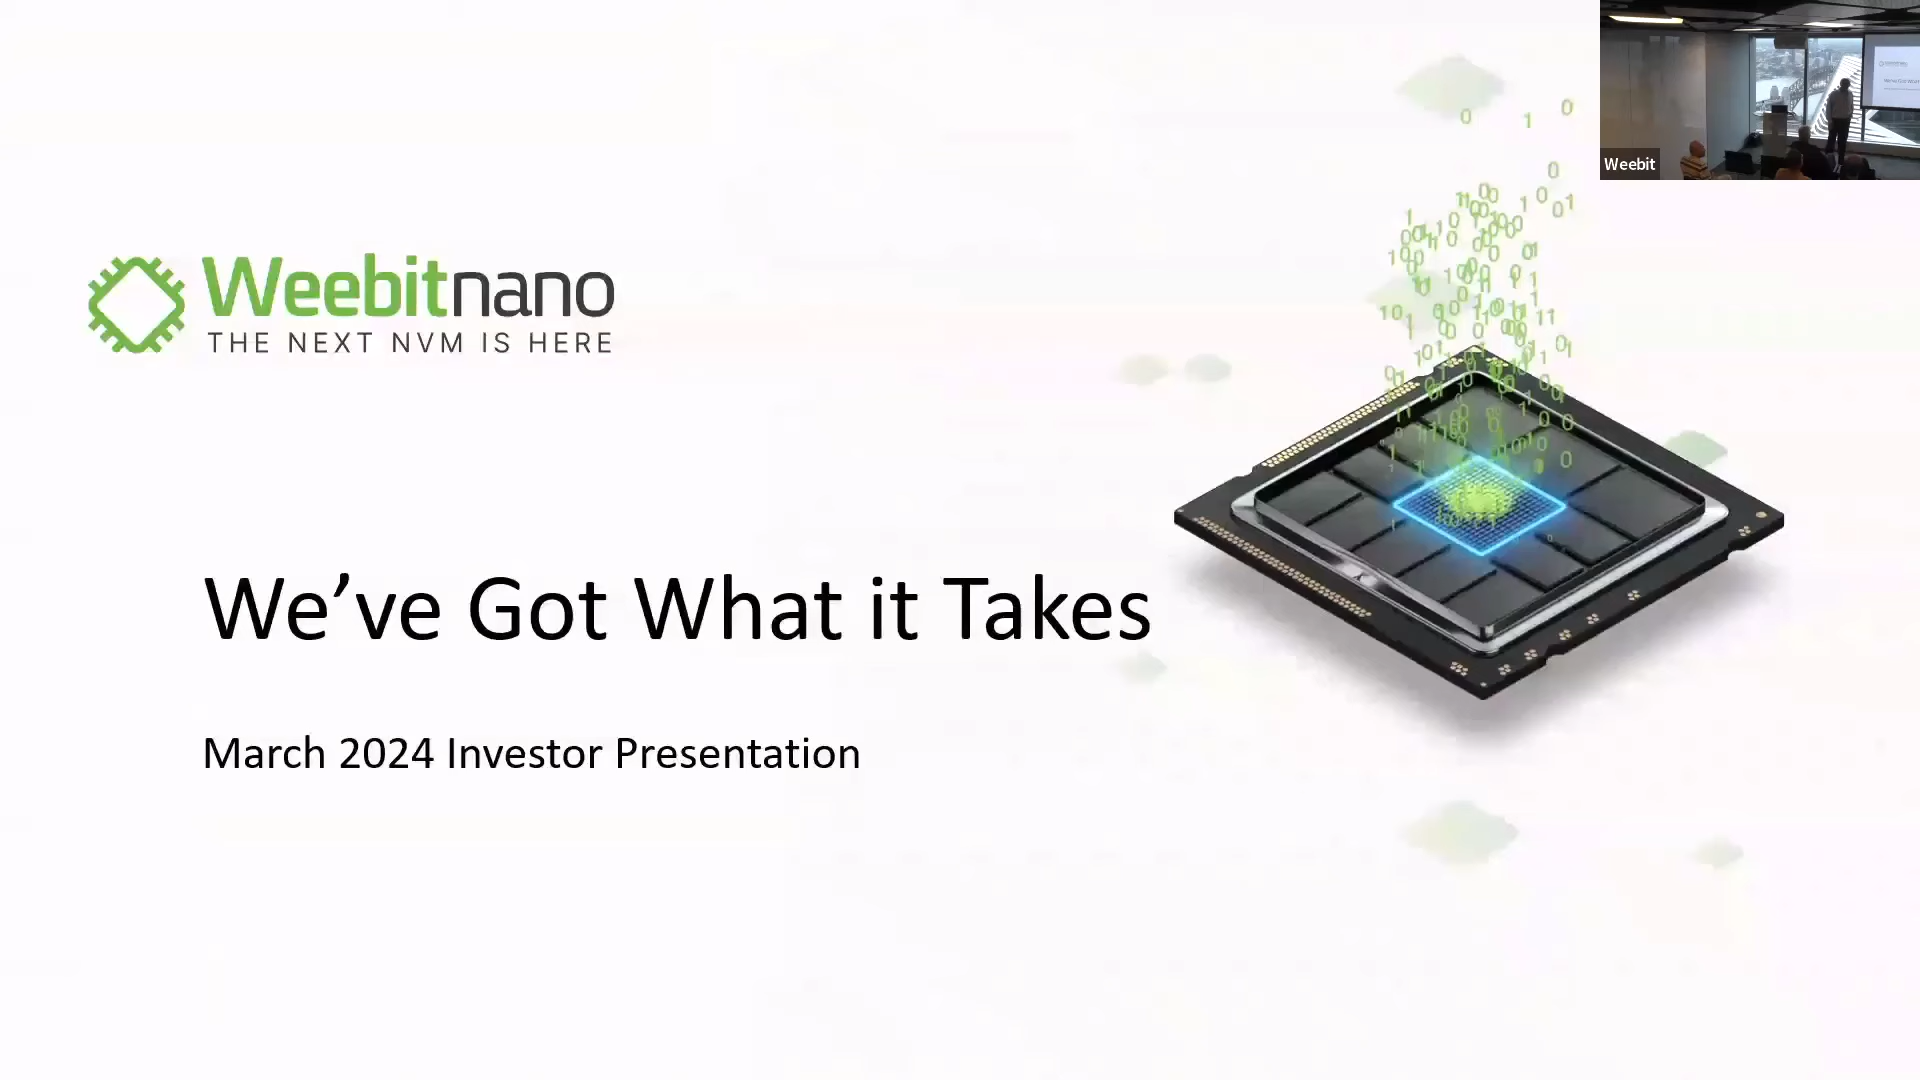 Weebitnano
THE NEXT NVM IS HERE
We’ve Got What it Takes
March 2024 Investor Presentation
Weebit